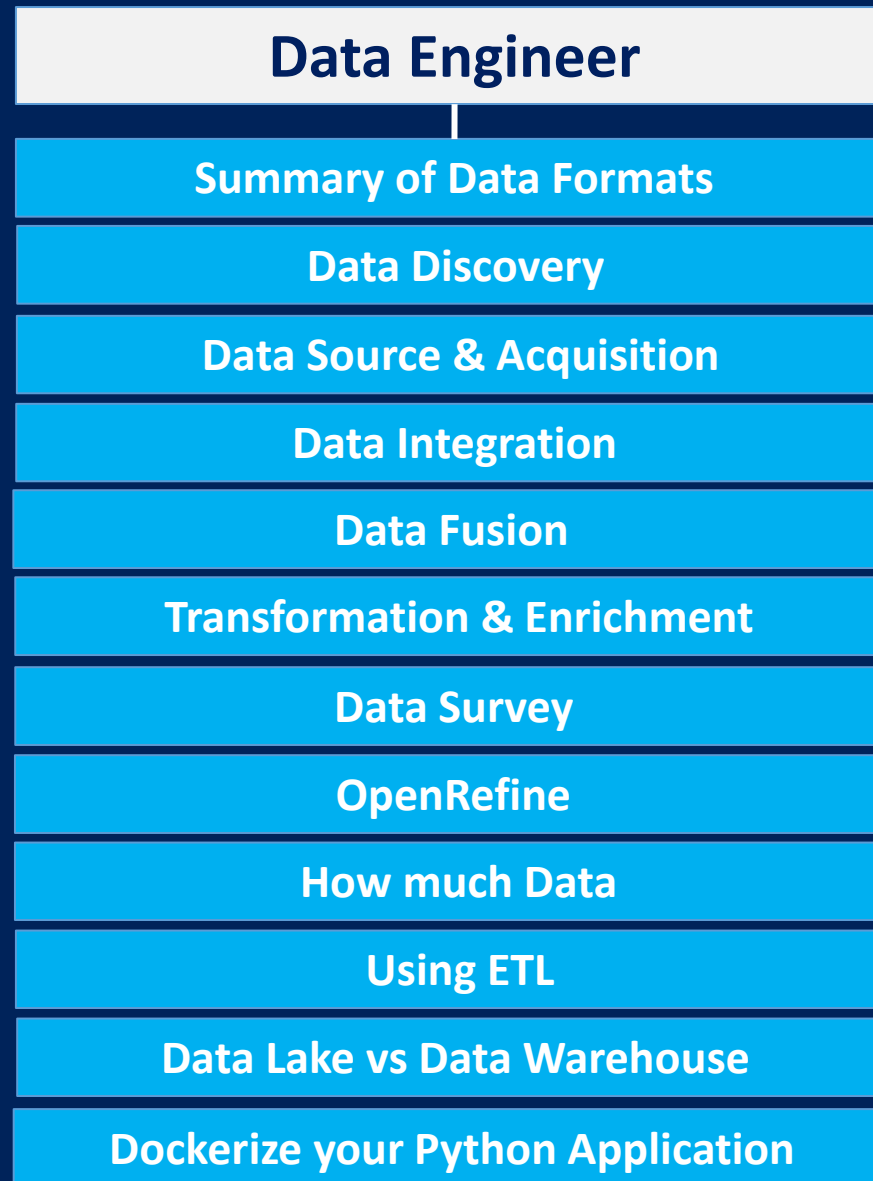 Data Engineer
Summary of Data Formats
Data Discovery
Data Source & Acquisition
Data Integration
Data Fusion
Transformation & Enrichment
Data Survey
OpenRefine
How much Data
Using ETL
Data Lake vs Data Warehouse
Dockerize your Python Application